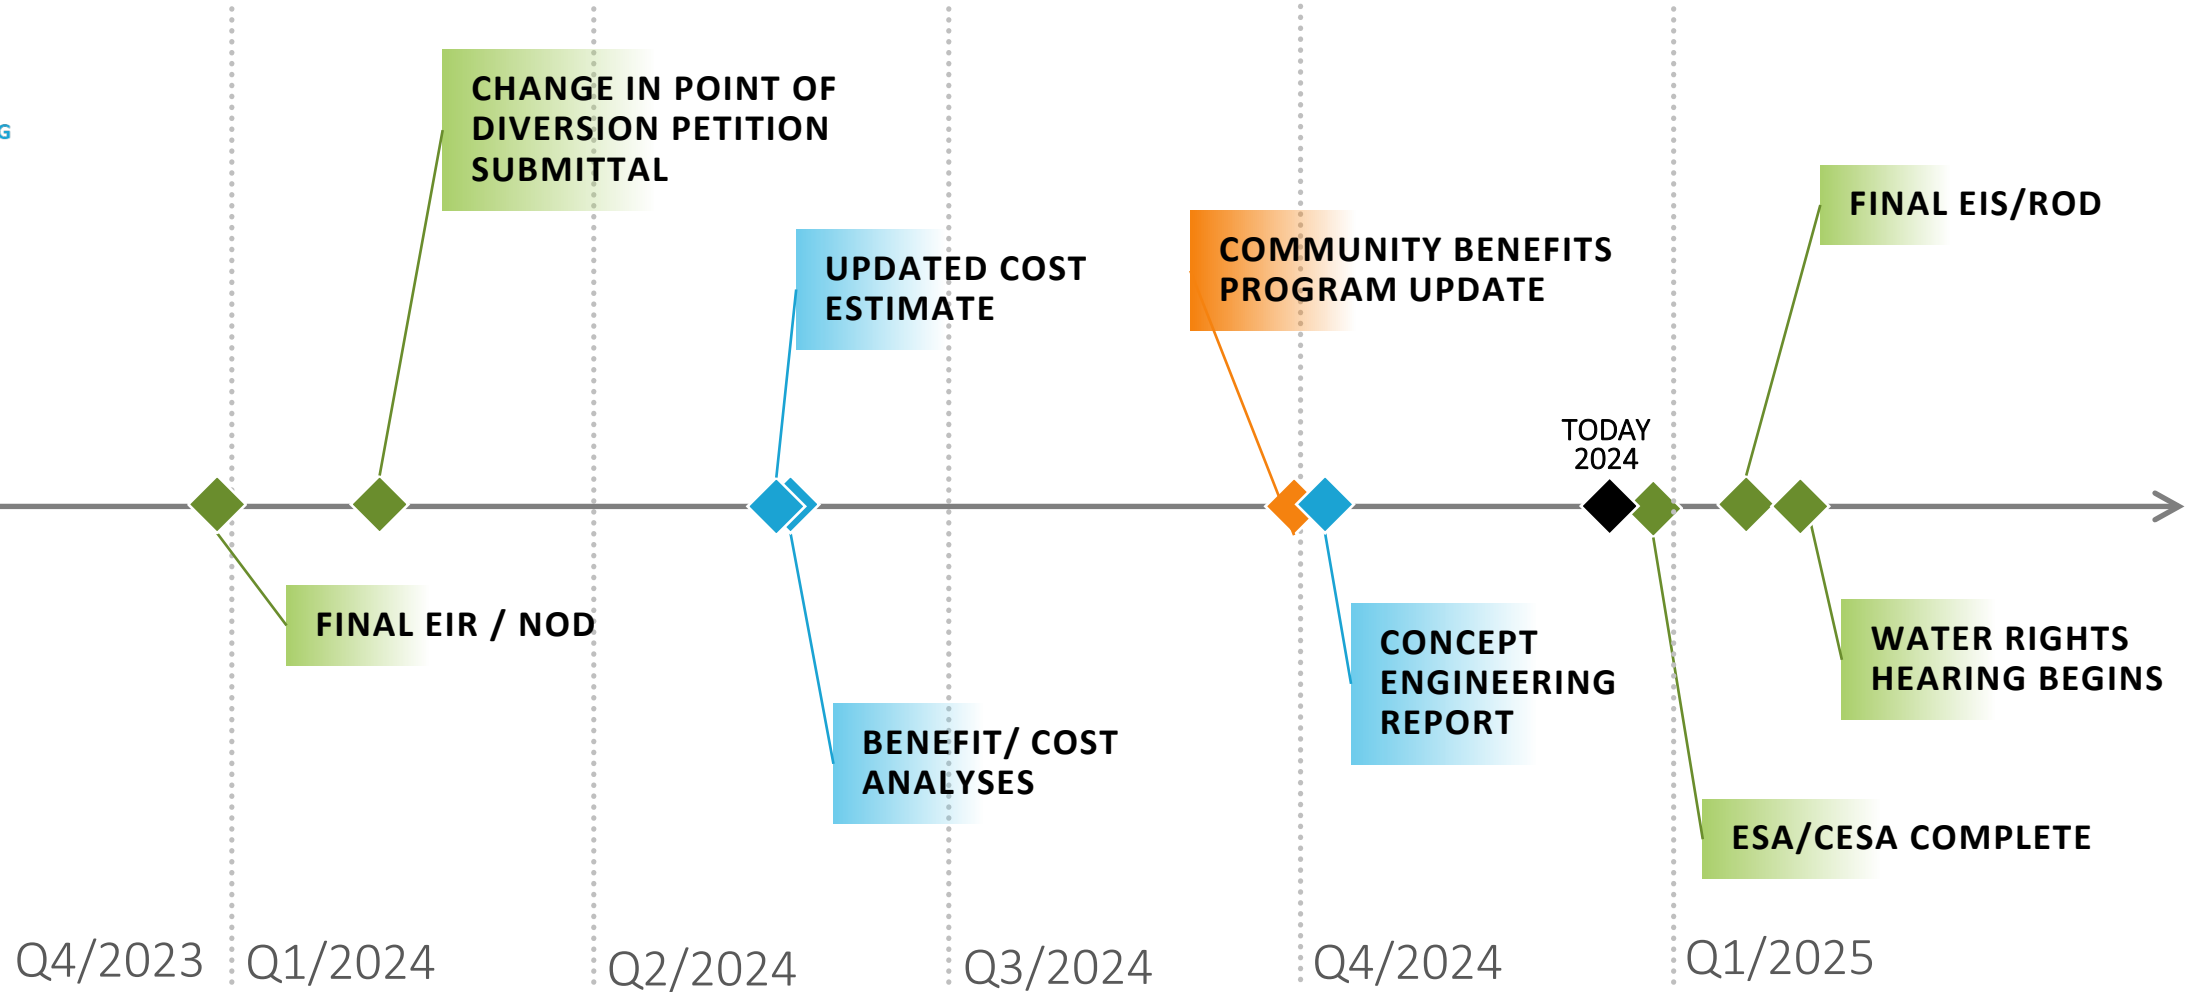 G
CHANGE IN POINT OF
DIVERSION PETITION
SUBMITTAL
UPDATED COST
ESTIMATE
COMMUNITY BENEFITS
PROGRAM UPDATE
FINAL EIS/ROD
TODAY
2024
FINAL EIR / NOD
BENEFIT/ COST
ANALYSES
CONCEPT
ENGINEERING
REPORT
WATER RIGHTS
HEARING BEGINS
ESA/CESA COMPLETE
Q4/2023
Q1/2024
Q2/2024
Q3/2024
Q4/2024
Q1/2025